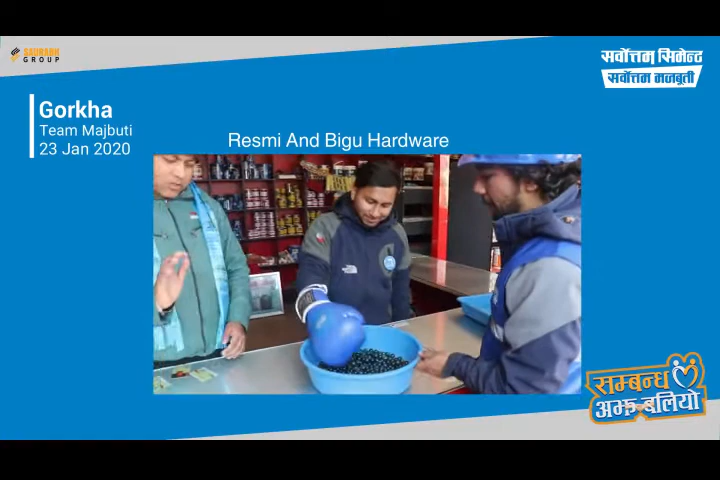 SAURABH
GROUP
सर्वोत्तम सिमेन्ट
सर्वोत्तम मजबूती
Gorkha
Team Majbuti
23 Jan 2020
Resmi And Bigu Hardware
सम्बन्ध
अझ बलियो